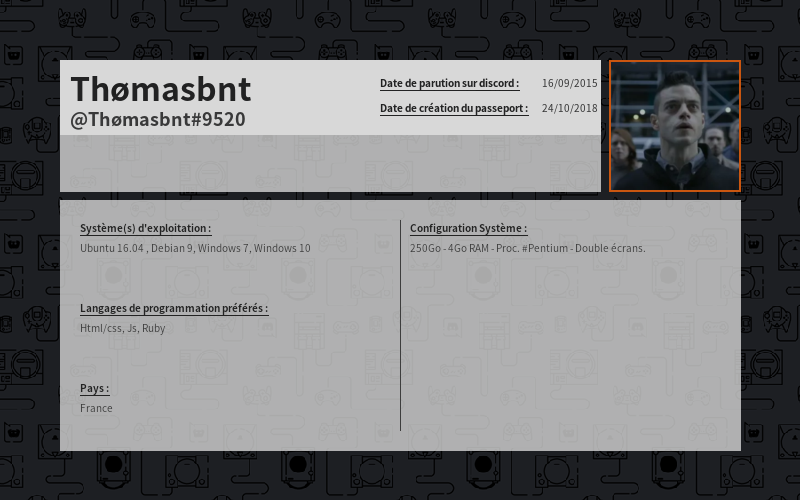 Thømasbnt
@Thømasbnt#9520
Date de parution sur discord : 16/09/2015
Date de création du passeport : 24/10/2018
Système(s) d'exploitation :
Ubuntu 16.04 , Debian 9, Windows 7, Windows 10
Langages de programmation préférés :
Html/css, Js, Ruby
Pays :
France
Configuration Système :
250Go - 4Go RAM - Proc. #Pentium - Double écrans.